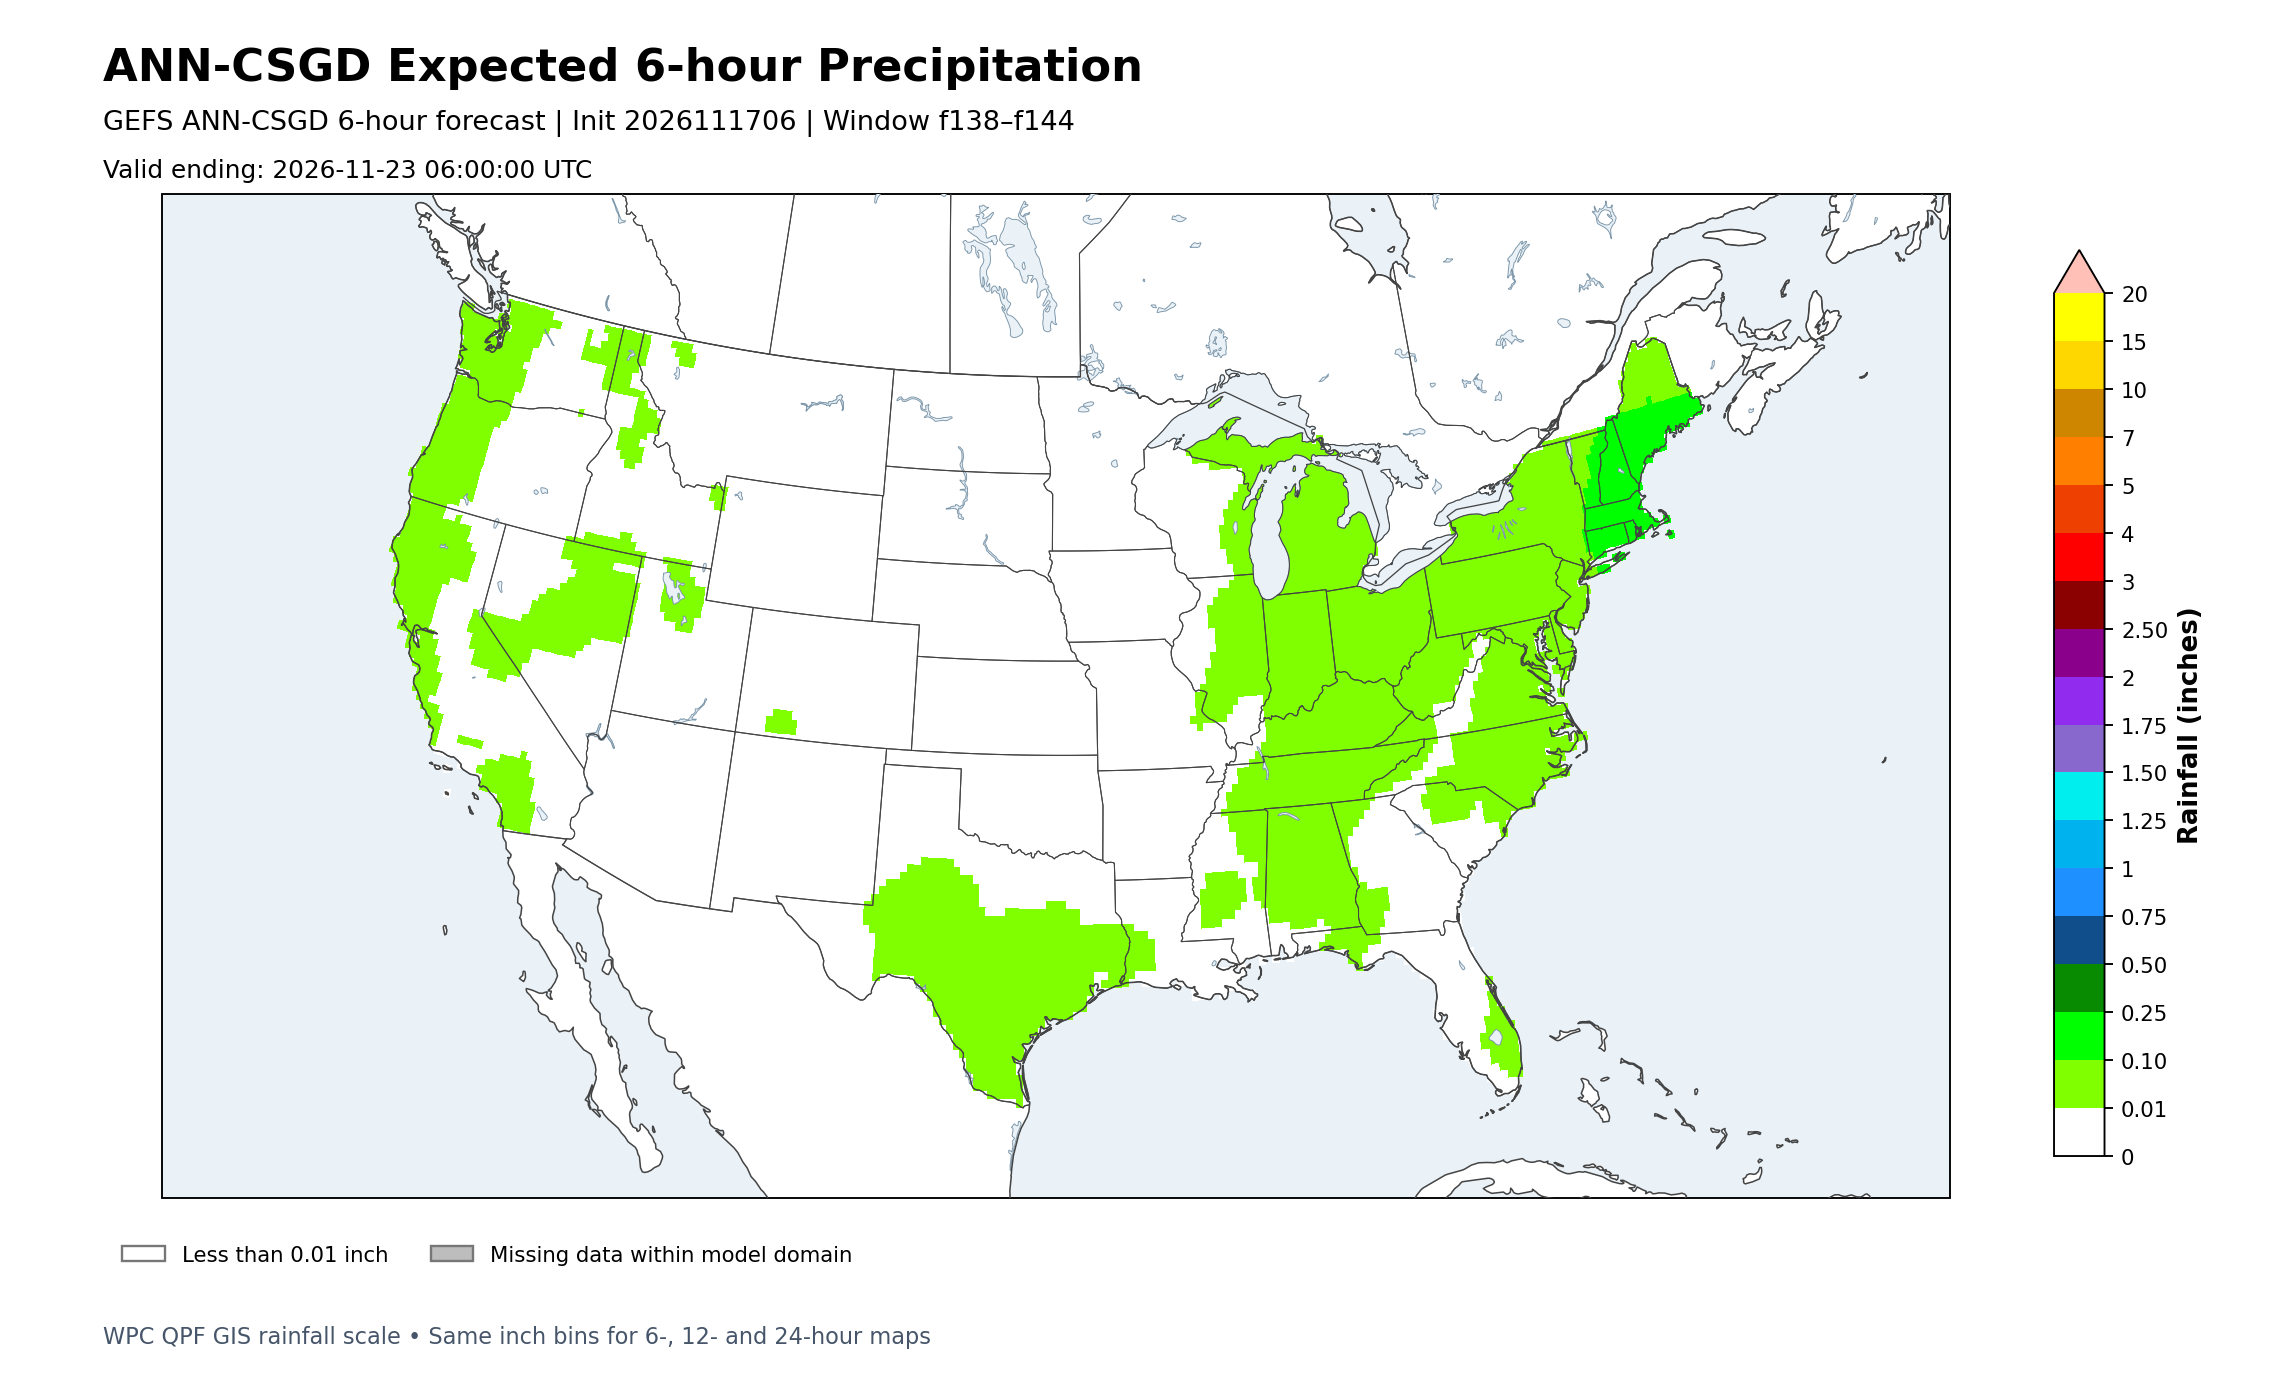 ANN-CSGD Expected 6-hour Precipitation
GEFS ANN-CSGD 6-hour forecast | Init 2026111706 | Window f138–f144
Valid ending: 2026-11-23 06:00:00 UTC
20
15
10
7
5
4
3
2.50
2
1.75
1.50
1.25
1
0.75
0.50
0.25
0.10
0.01
0
Rainfall (inches)
Less than 0.01 inch
Missing data within model domain
WPC QPF GIS rainfall scale • Same inch bins for 6-, 12- and 24-hour maps